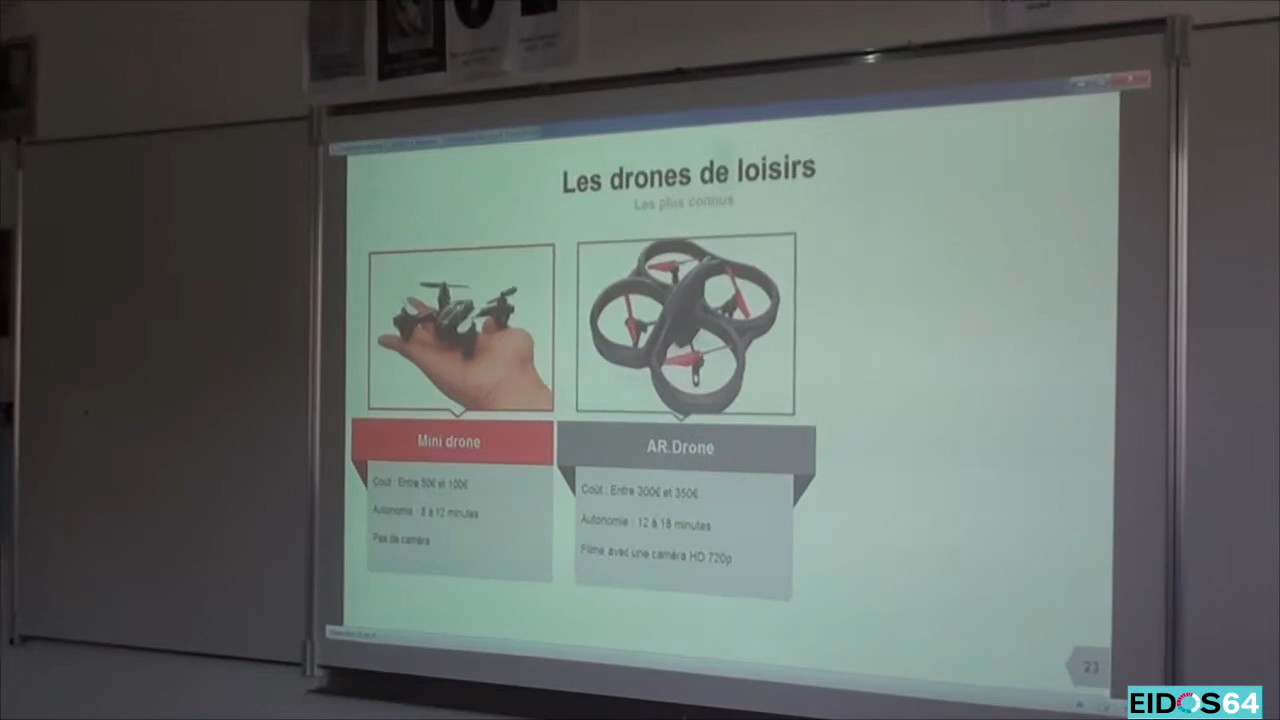 Les drones de loisirs
Les plus connus
Mini drone
Coût : Entre 50€ et 100€
Autonomie : 8 à 12 minutes
Pas de caméra
AR.Drone
Coût : Entre 300€ et 350€
Autonomie : 12 à 18 minutes
Filme avec une caméra HD 720p
23
EIDOS64